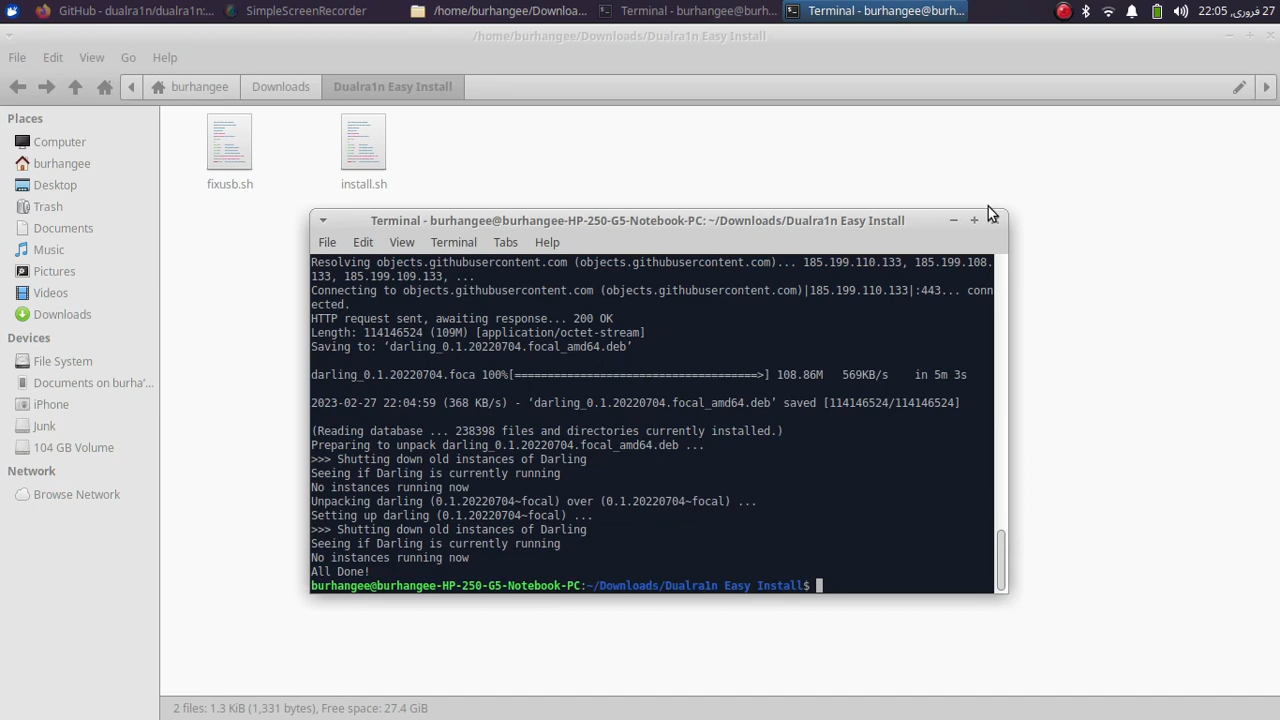 GitHub - dualra1n/dualra1n:...
SimpleScreenRecorder
/home/burhangee/Downloa...
Terminal - burhangee@burh...
Terminal - burhangee@burh...
27 فروری, 22:05
/home/burhangee/Downloads/Dualra1n Easy Install
File Edit View Go Help
burhangee Downloads Dualra1n Easy Install
Places
Computer
burhangee
Desktop
Trash
Documents
Music
Pictures
Videos
Downloads
Devices
File System
Documents on burha'...
iPhone
Junk
104 GB Volume
Network
Browse Network
fixusb.sh
install.sh
Terminal - burhangee@burhangee-HP-250-G5-Notebook-PC: ~/Downloads/Dualra1n Easy Install
File Edit View Terminal Tabs Help
Resolving objects.githubusercontent.com (objects.githubusercontent.com)... 185.199.110.133, 185.199.108.
133, 185.199.109.133, ...
Connecting to objects.githubusercontent.com (objects.githubusercontent.com)|185.199.110.133|:443... conn
ected.
HTTP request sent, awaiting response... 200 OK
Length: 114146524 (109M) [application/octet-stream]
Saving to: ‘darling_0.1.20220704.focal_amd64.deb’
darling_0.1.20220704.foca 100%[=====================================>] 108.86M 569KB/s in 5m 3s
2023-02-27 22:04:59 (368 KB/s) - ‘darling_0.1.20220704.focal_amd64.deb’ saved [114146524/114146524]
(Reading database ... 238398 files and directories currently installed.)
Preparing to unpack darling_0.1.20220704.focal_amd64.deb ...
>>> Shutting down old instances of Darling
Seeing if Darling is currently running
No instances running now
Unpacking darling (0.1.20220704~focal) over (0.1.20220704~focal) ...
Setting up darling (0.1.20220704~focal) ...
>>> Shutting down old instances of Darling
Seeing if Darling is currently running
No instances running now
All Done!
burhangee@burhangee-HP-250-G5-Notebook-PC:~/Downloads/Dualra1n Easy Install$
2 files: 1.3 KiB (1,331 bytes), Free space: 27.4 GiB